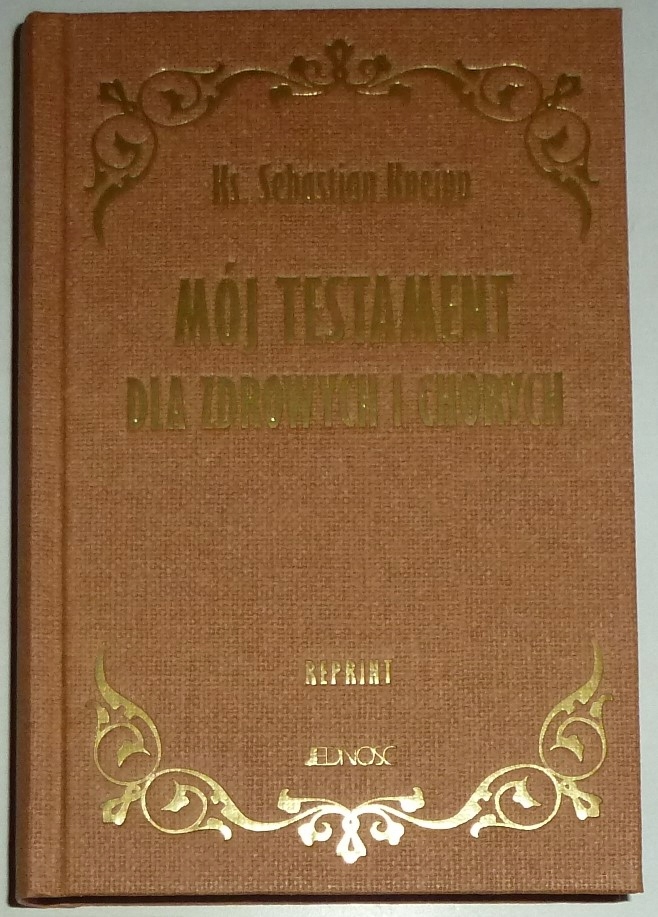 Ks. Sebastian Kneipp
MÓJ TESTAMENT
DLA ZDROWYCH I CHORYCH
REPRINT
JEDNOŚĆ